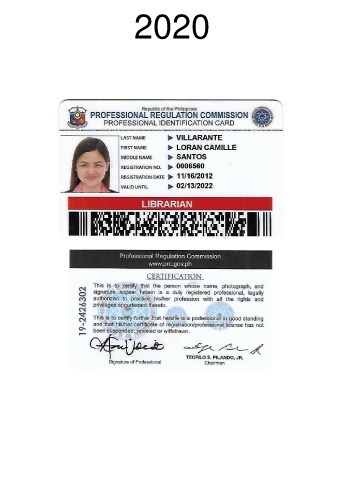 2020
Republic of the Philippines
PROFESSIONAL REGULATION COMMISSION
PROFESSIONAL IDENTIFICATION CARD
LAST NAME VILLARANTE
FIRST NAME LORAN CAMILLE
MIDDLE NAME SANTOS
REGISTRATION NO. 0006560
REGISTRATION DATE 11/16/2012
VALID UNTIL 02/13/2022
LIBRARIAN
Professional Regulation Commission
www.prc.gov.ph
CERTIFICATION
This is to certify that the person whose name, photograph, and
signature appear herein is a duly registered professional, legally
authorized to practice his/her profession with all the rights and
privileges appurtenant thereto.
This is to certify further that he/she is a professional in good standing
and that his/her certificate of registration/professional license has not
been suspended, revoked or withdrawn.
19-2426302
Signature of Professional
TEOFILO S. PILANDO, JR.
Chairman